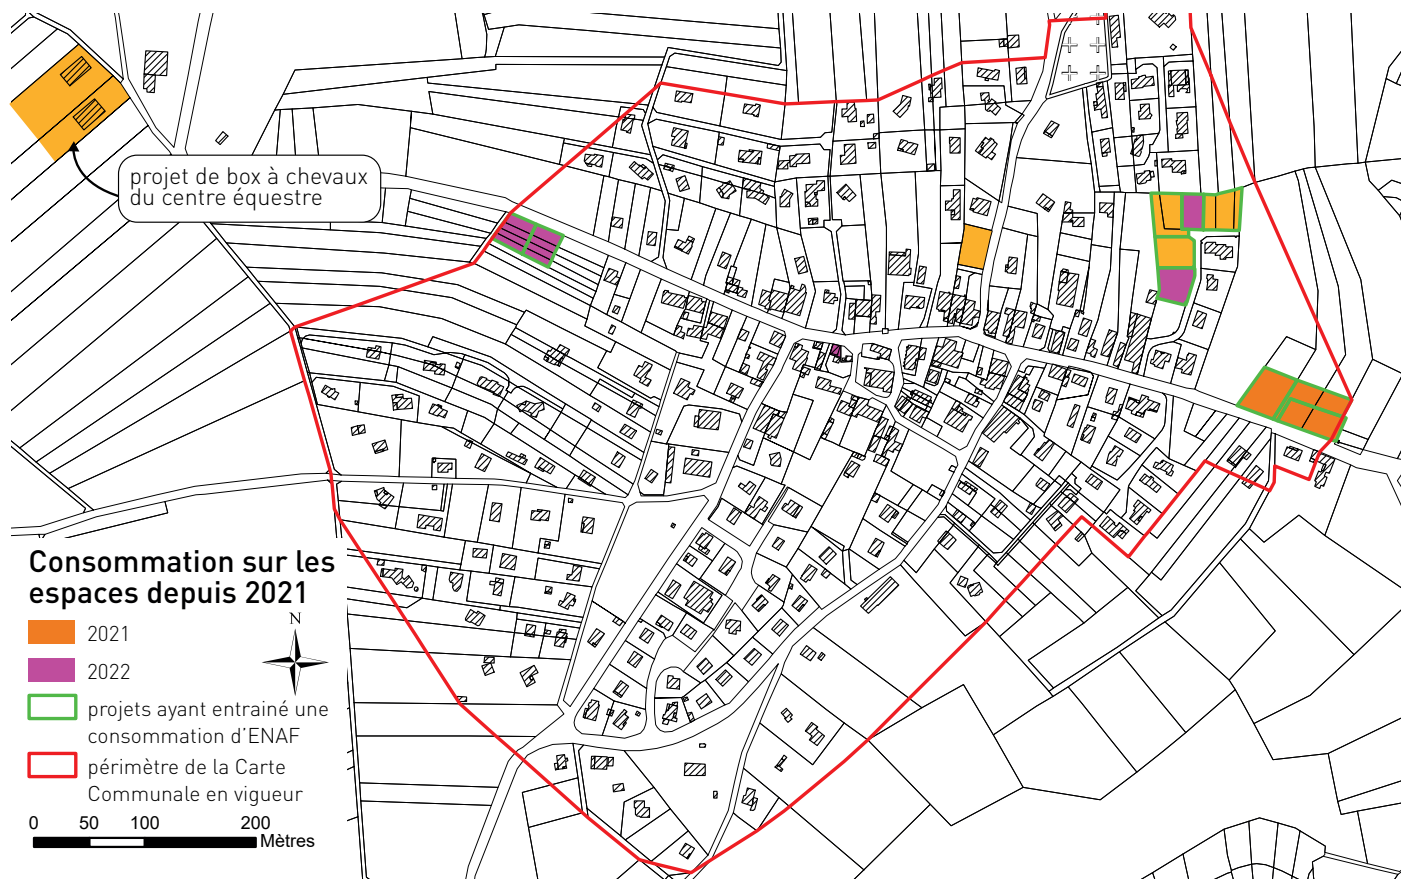 projet de box à chevaux
du centre équestre
Consommation sur les
espaces depuis 2021
N
2021
2022
projets ayant entrainé une
consommation d'ENAF
périmètre de la Carte
Communale en vigueur
0 50 100 200
Mètres